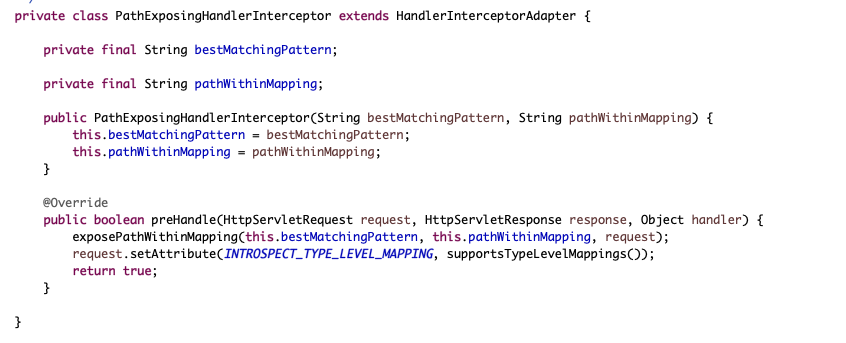 private class PathExposingHandlerInterceptor extends HandlerInterceptorAdapter {
private final String bestMatchingPattern;
private final String pathWithinMapping;
public PathExposingHandlerInterceptor(String bestMatchingPattern, String pathWithinMapping) {
this.bestMatchingPattern = bestMatchingPattern;
this.pathWithinMapping = pathWithinMapping;
}
@Override
public boolean preHandle(HttpServletRequest request, HttpServletResponse response, Object handler) {
exposePathWithinMapping(this.bestMatchingPattern, this.pathWithinMapping, request);
request.setAttribute(INTROSPECT_TYPE_LEVEL_MAPPING, supportsTypeLevelMappings());
return true;
}
}